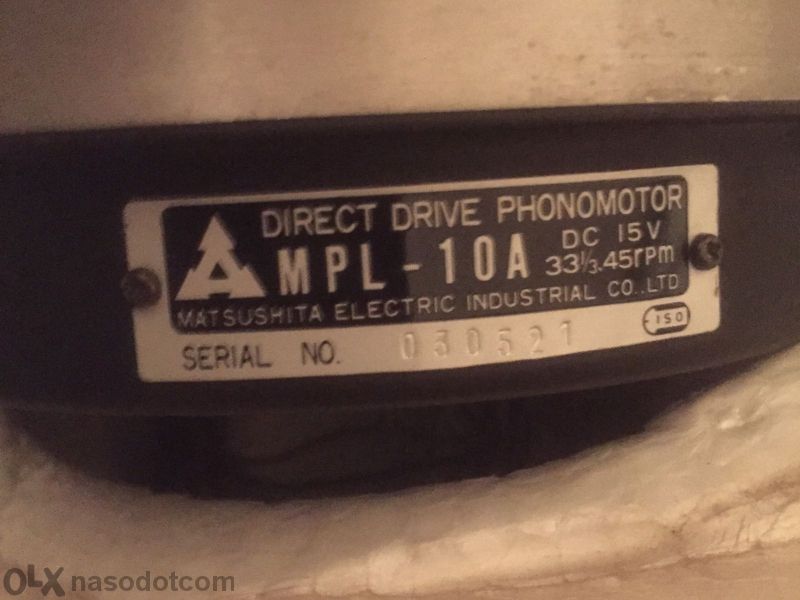 DIRECT DRIVE PHONOMOTOR
MPL-10A DC 15V
33⅓.45rpm
MATSUSHITA ELECTRIC INDUSTRIAL CO.,LTD
SERIAL NO. 030521
ISO
OLX nasodotcom